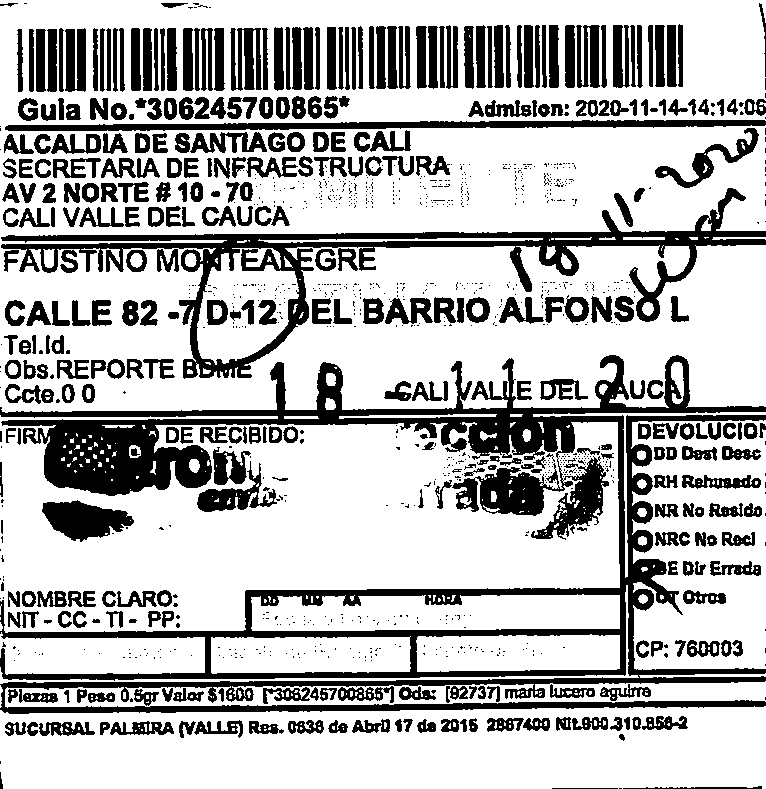 Guia No.*306245700865*
Admision: 2020-11-14-14:14:06
ALCALDIA DE SANTIAGO DE CALI
SECRETARIA DE INFRAESTRUCTURA
REMITENTE
AV 2 NORTE # 10 - 70
CALI VALLE DEL CAUCA
18-11-2020
FAUSTINO MONTEALEGRE
DESTINATARIO
CALLE 82 -7 D-12 DEL BARRIO ALFONSO L
Tel.Id.
Obs.REPORTE BDME
18-11-20
Ccte.0 0
CALI VALLE DEL CAUCA
DE RECIBIDO:
DEVOLUCION
DD Dest Desc
RH Rehusado
NR No Reside
NRC No Recl
DE Dir Errada
OT Otros
NOMBRE CLARO:
DD MM AA HORA
NIT - CC - TI - PP:
CP: 760003
Piezas 1 Peso 0.5gr Valor $1600 [*306245700865*] Ods: [92737] maria lucero aguirre
SUCURSAL PALMIRA (VALLE) Res. 0636 de Abril 17 de 2015 2867400 Nit.900.310.856-2